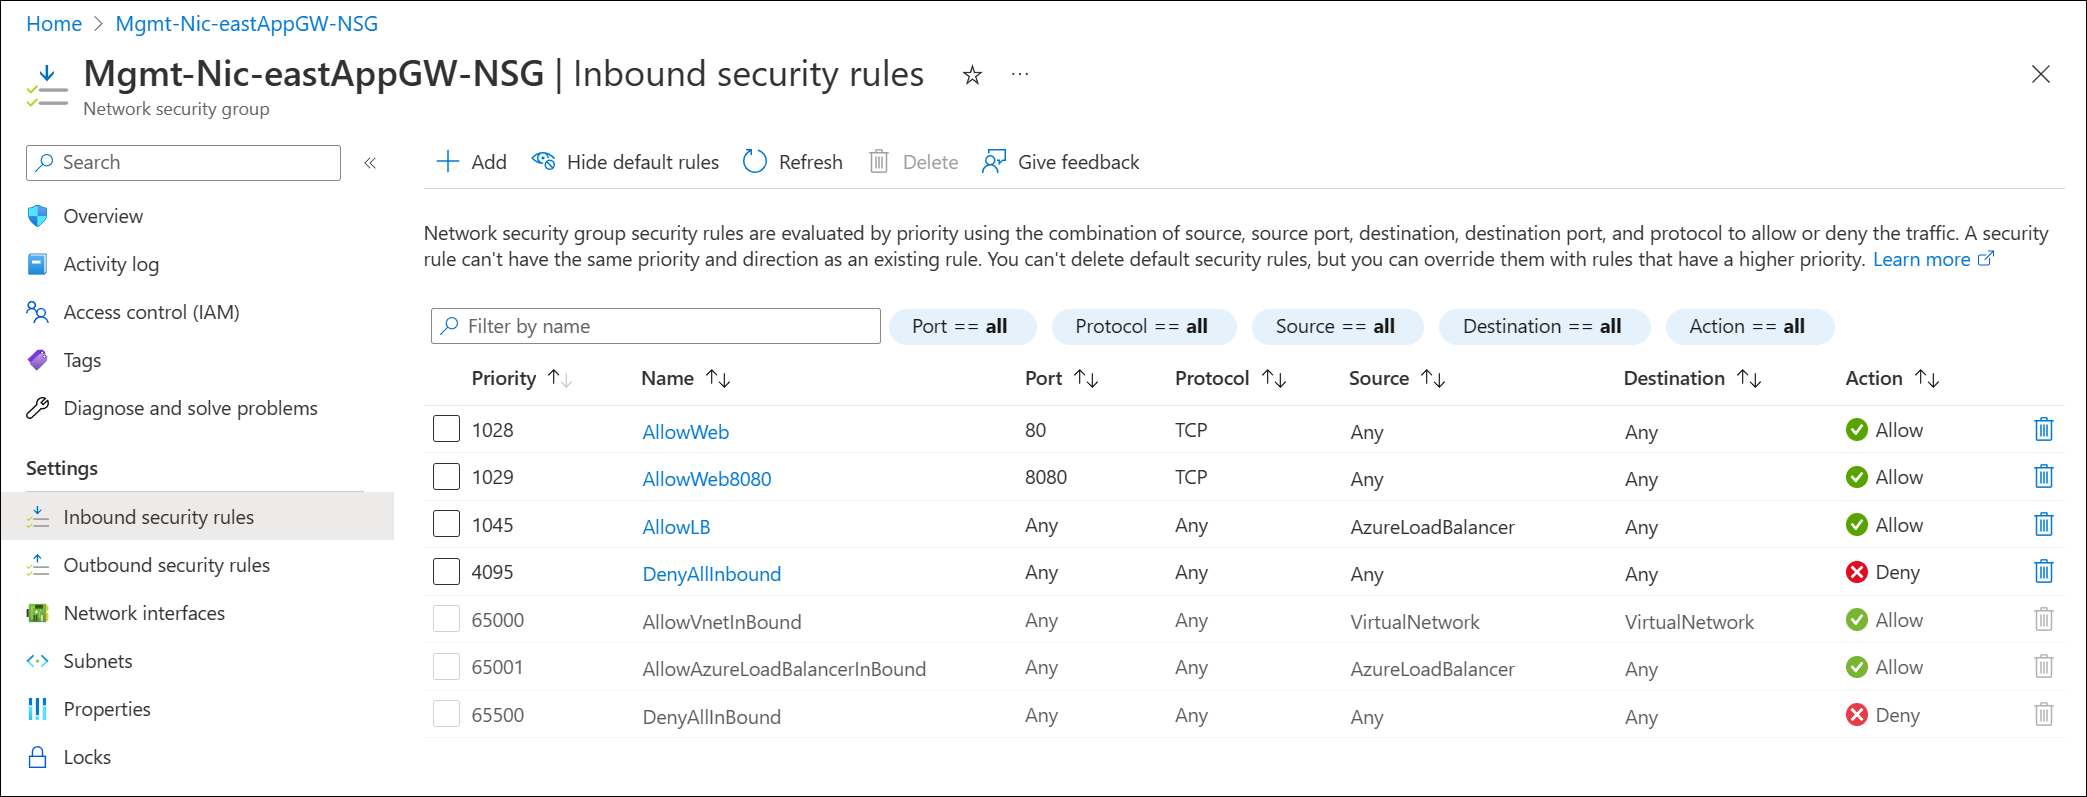 Home > Mgmt-Nic-eastAppGW-NSG
Mgmt-Nic-eastAppGW-NSG | Inbound security rules ☆ ···
Network security group
Search «
Overview
Activity log
Access control (IAM)
Tags
Diagnose and solve problems
Settings
Inbound security rules
Outbound security rules
Network interfaces
Subnets
Properties
Locks
Add Hide default rules Refresh Delete Give feedback
Network security group security rules are evaluated by priority using the combination of source, source port, destination, destination port, and protocol to allow or deny the traffic. A security
rule can't have the same priority and direction as an existing rule. You can't delete default security rules, but you can override them with rules that have a higher priority. Learn more
Filter by name Port == all Protocol == all Source == all Destination == all Action == all
Priority ↑↓ Name ↑↓ Port ↑↓ Protocol ↑↓ Source ↑↓ Destination ↑↓ Action ↑↓
1028 AllowWeb 80 TCP Any Any Allow
1029 AllowWeb8080 8080 TCP Any Any Allow
1045 AllowLB Any Any AzureLoadBalancer Any Allow
4095 DenyAllInbound Any Any Any Any Deny
65000 AllowVnetInBound Any Any VirtualNetwork VirtualNetwork Allow
65001 AllowAzureLoadBalancerInBound Any Any AzureLoadBalancer Any Allow
65500 DenyAllInBound Any Any Any Any Deny